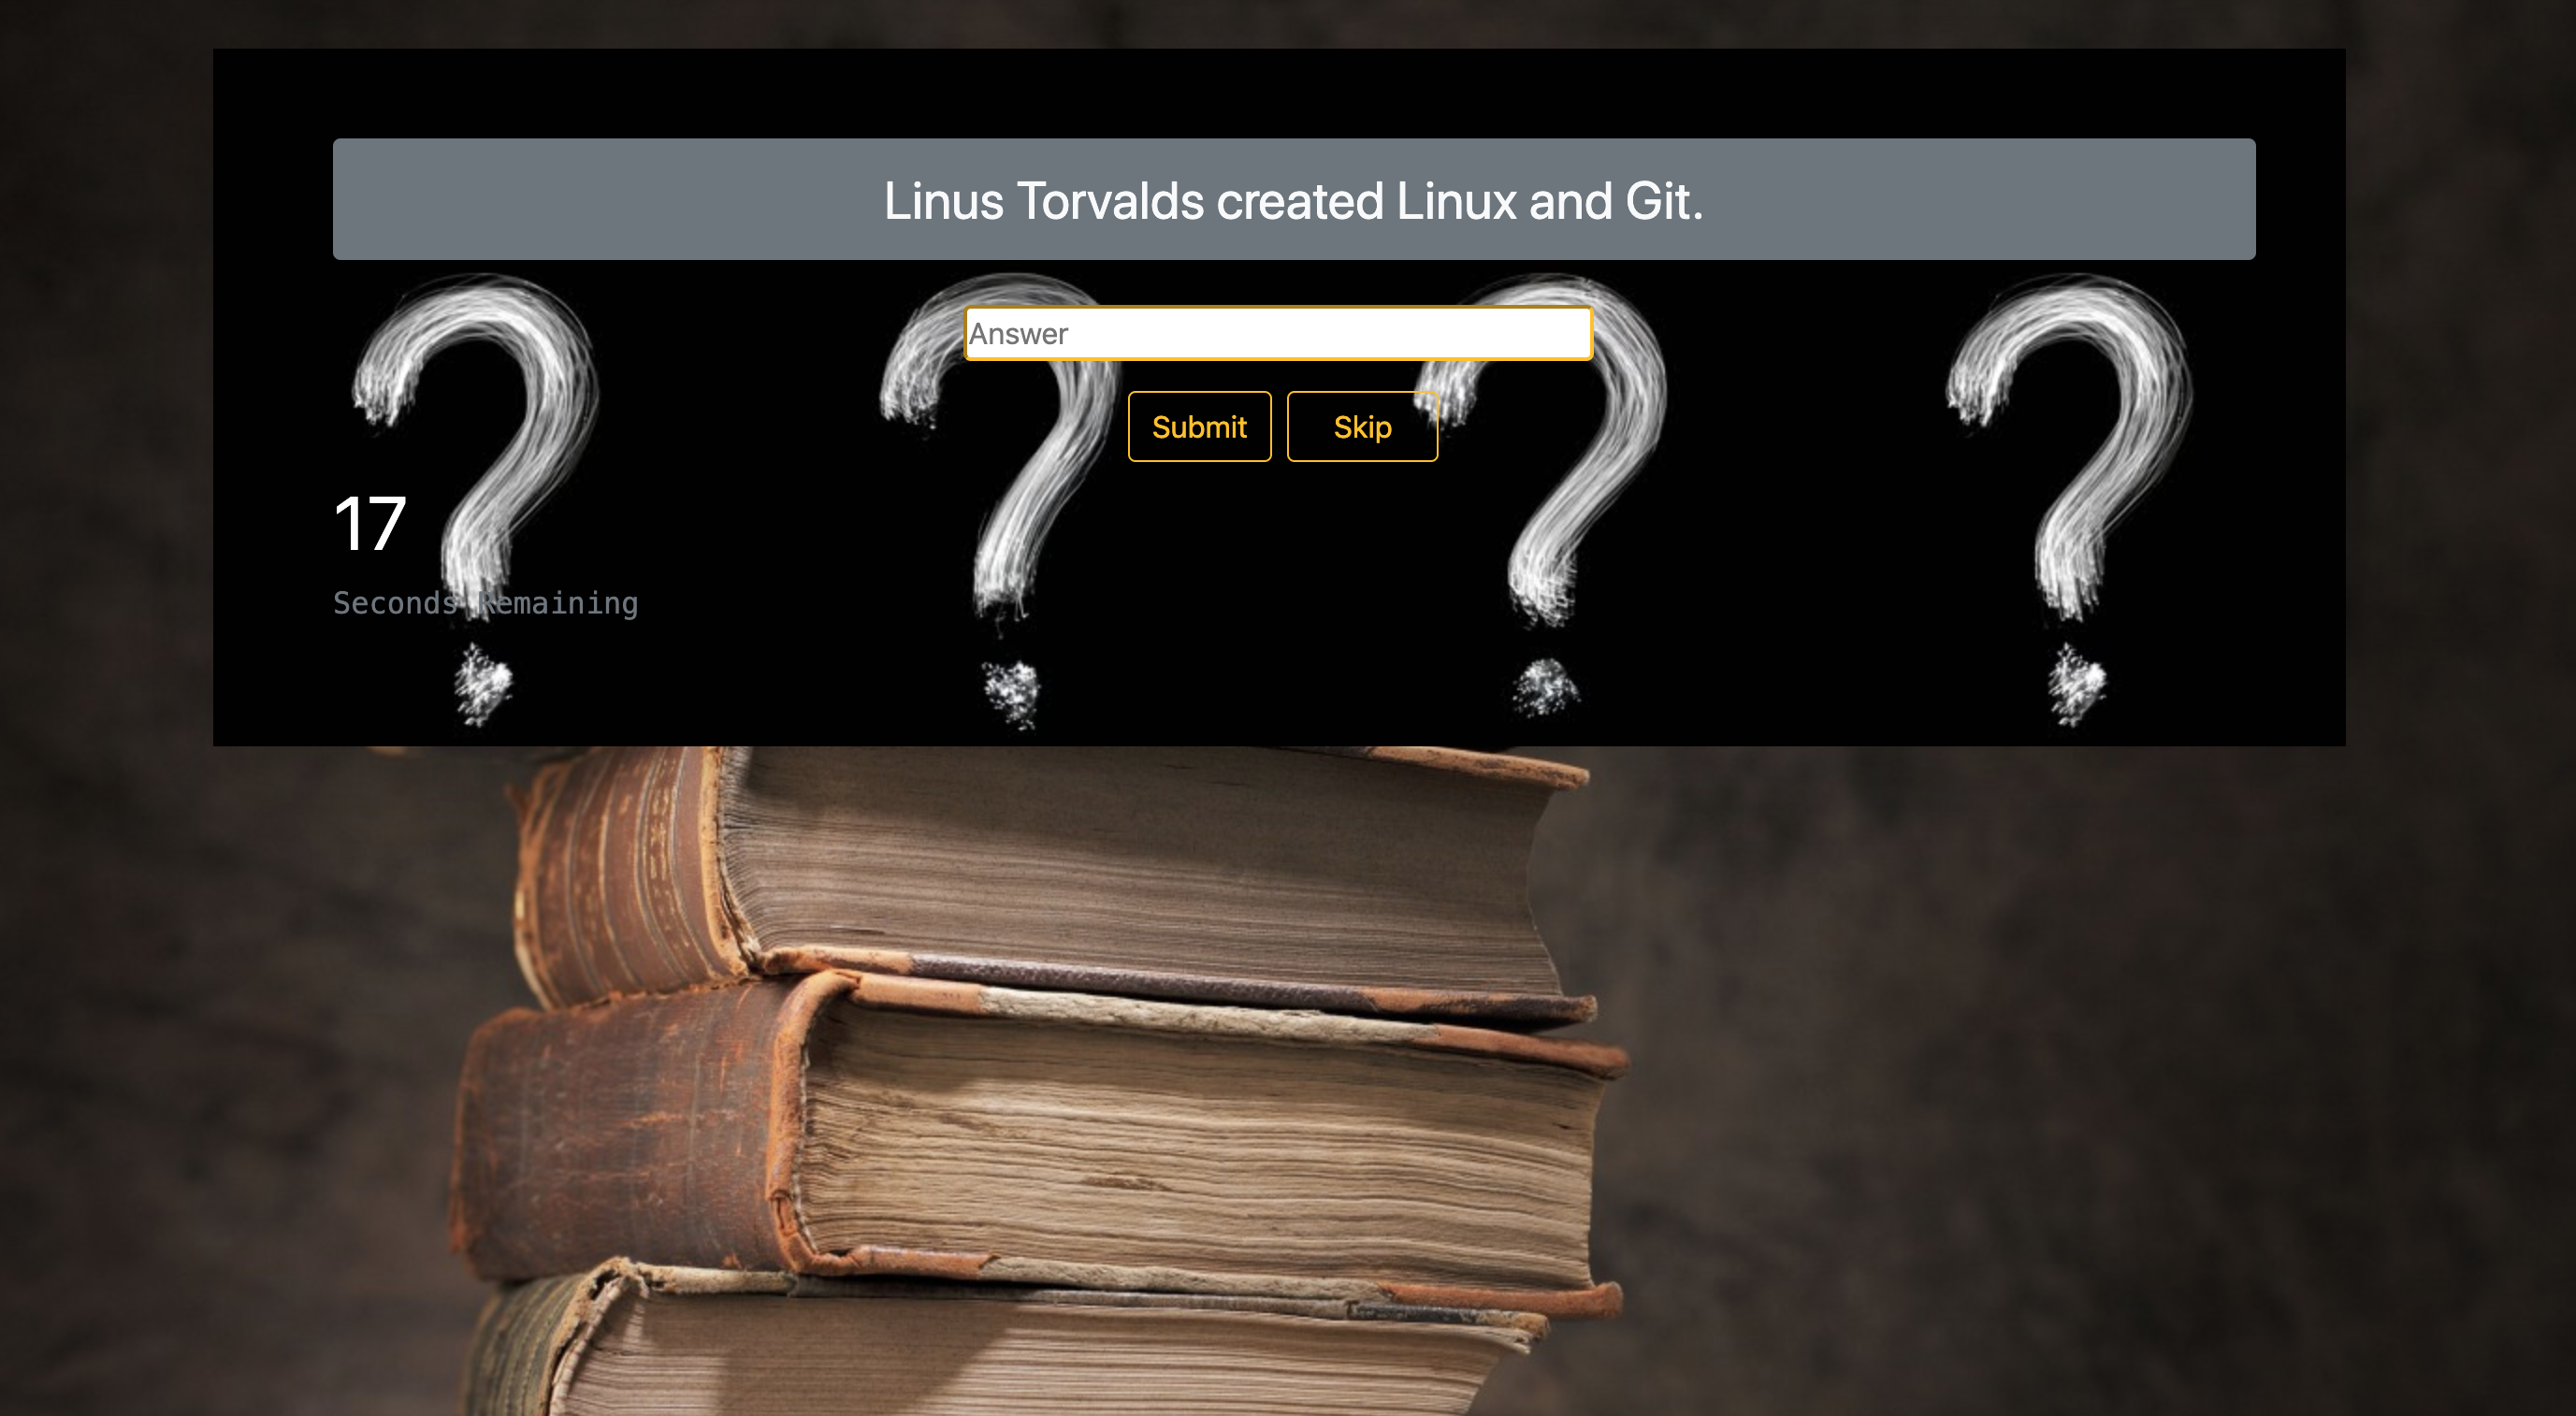 Linus Torvalds created Linux and Git.
Answer
Submit Skip
17
Seconds Remaining